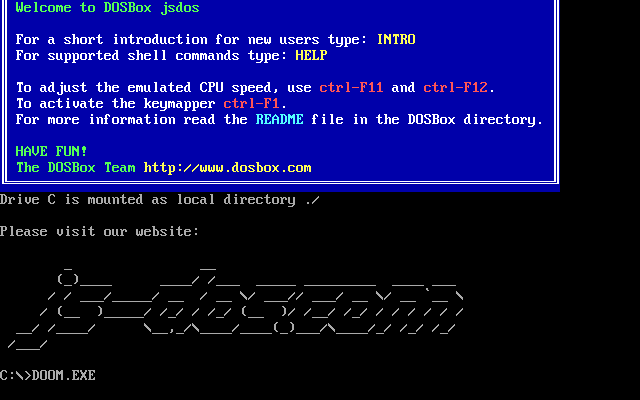 Welcome to DOSBox jsdos
For a short introduction for new users type: INTRO
For supported shell commands type: HELP
To adjust the emulated CPU speed, use ctrl-F11 and ctrl-F12.
To activate the keymapper ctrl-F1.
For more information read the README file in the DOSBox directory.
HAVE FUN!
The DOSBox Team http://www.dosbox.com
Drive C is mounted as local directory ./
Please visit our website:
js-dos.com
C:\>DOOM.EXE